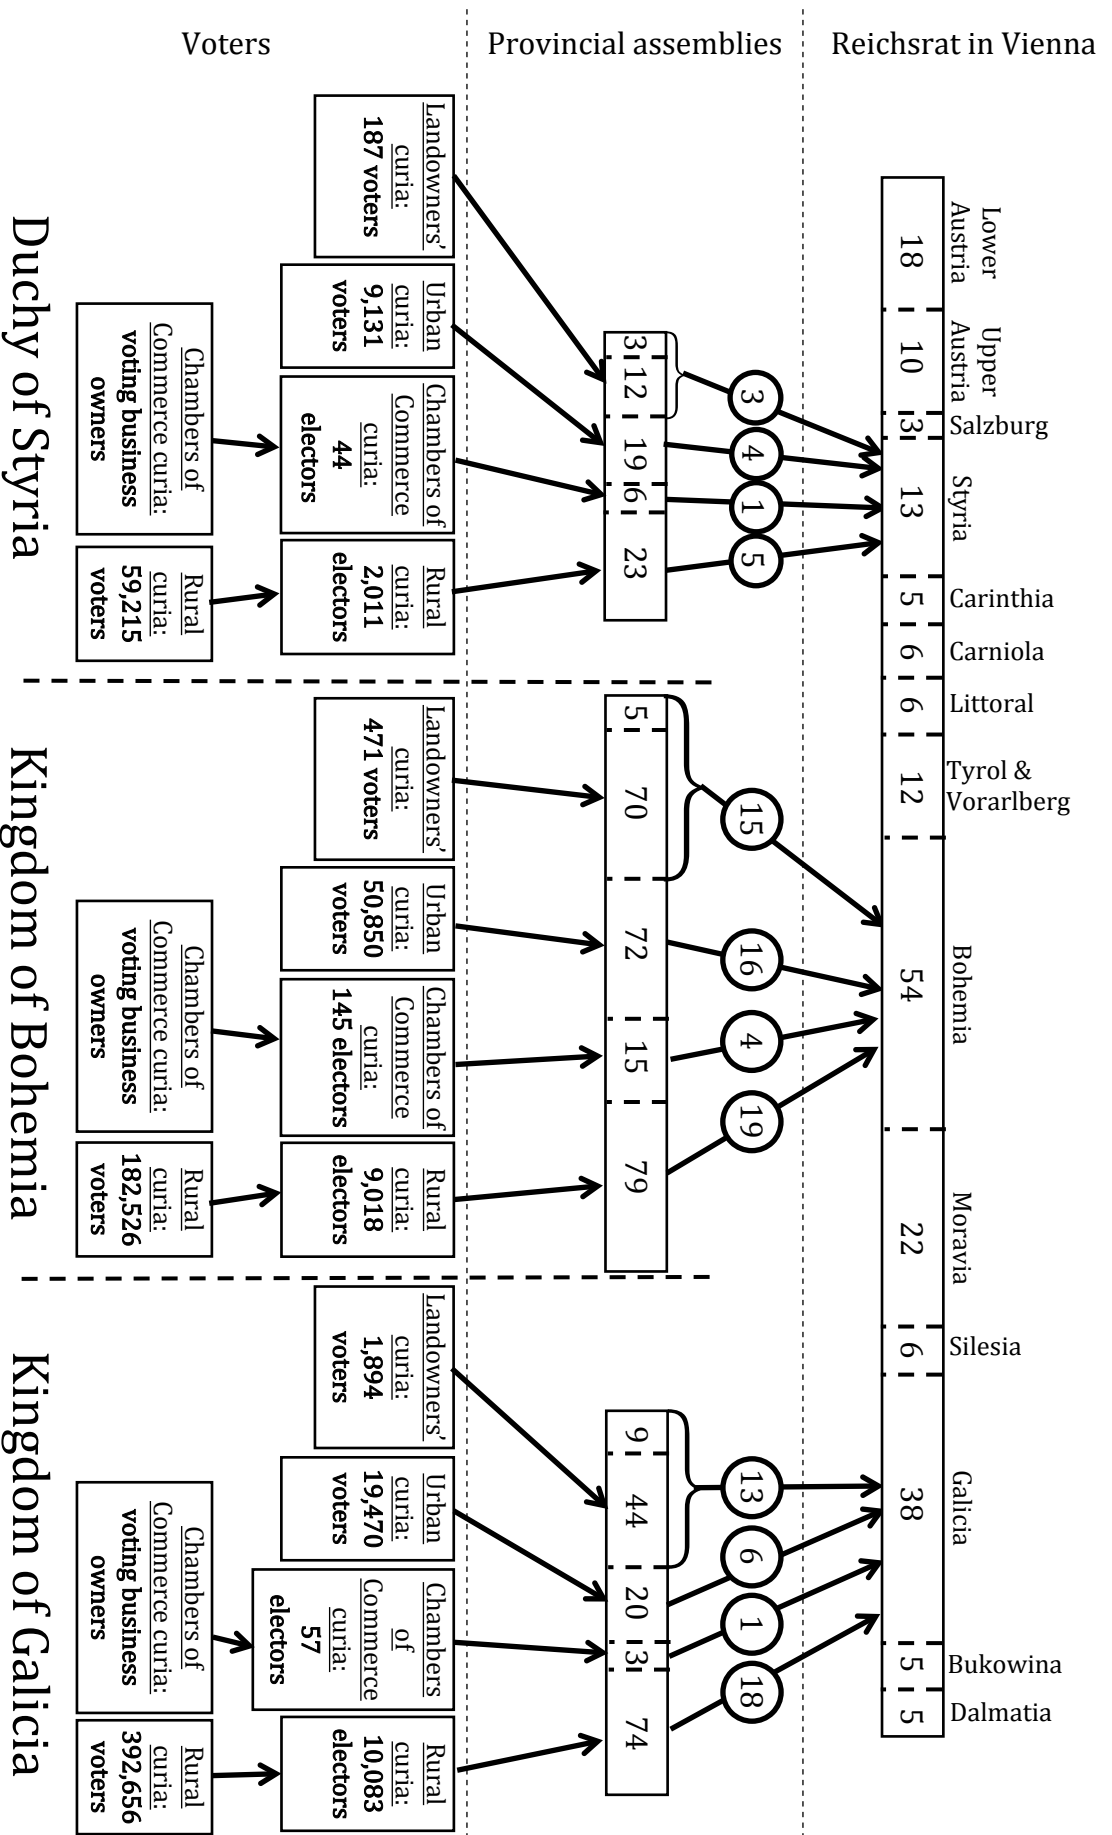 Voters
Provincial assemblies
Reichsrat in Vienna
Lower
Austria
18
Upper
Austria
10
Salzburg
3
Styria
13
Carinthia
5
Carniola
6
Littoral
6
Tyrol &
Vorarlberg
12
Bohemia
54
Moravia
22
Silesia
6
Galicia
38
Bukowina
5
Dalmatia
5
3
4
1
5
3
12
19
6
23
Landowners'
curia:
187 voters
Urban
curia:
9,131
voters
Chambers of
Commerce
curia:
44
electors
Rural
curia:
2,011
electors
Chambers of
Commerce curia:
voting business
owners
Rural
curia:
59,215
voters
Duchy of Styria
15
16
4
19
5
70
72
15
79
Landowners'
curia:
471 voters
Urban
curia:
50,850
voters
Chambers of
Commerce
curia:
145 electors
Rural
curia:
9,018
electors
Chambers of
Commerce curia:
voting business
owners
Rural
curia:
182,526
voters
Kingdom of Bohemia
13
6
1
18
9
44
20
3
74
Landowners'
curia:
1,894
voters
Urban
curia:
19,470
voters
Chambers
of
Commerce
curia:
57
electors
Rural
curia:
10,083
electors
Chambers of
Commerce curia:
voting business
owners
Rural
curia:
392,656
voters
Kingdom of Galicia